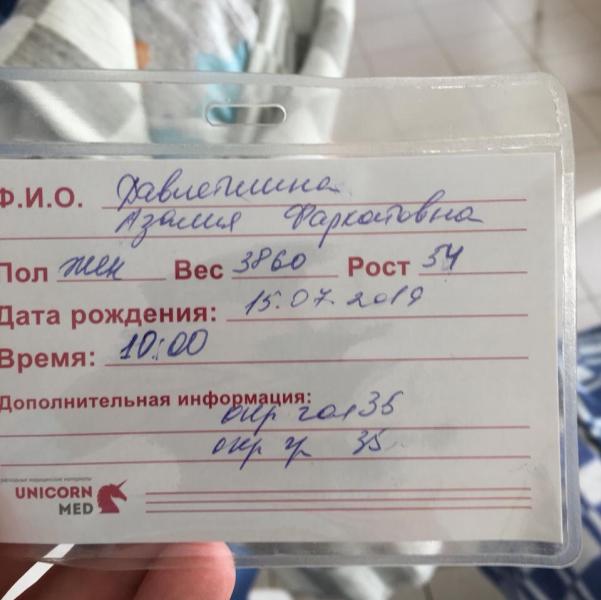 Ф.И.О. Давлетшина
Азалия Фаркатовна
Пол жен Вес 3860 Рост 54
Дата рождения: 15.07.2019
Время: 10:00
Дополнительная информация:
окр гол 36
окр гр 35
UNICORN
MED